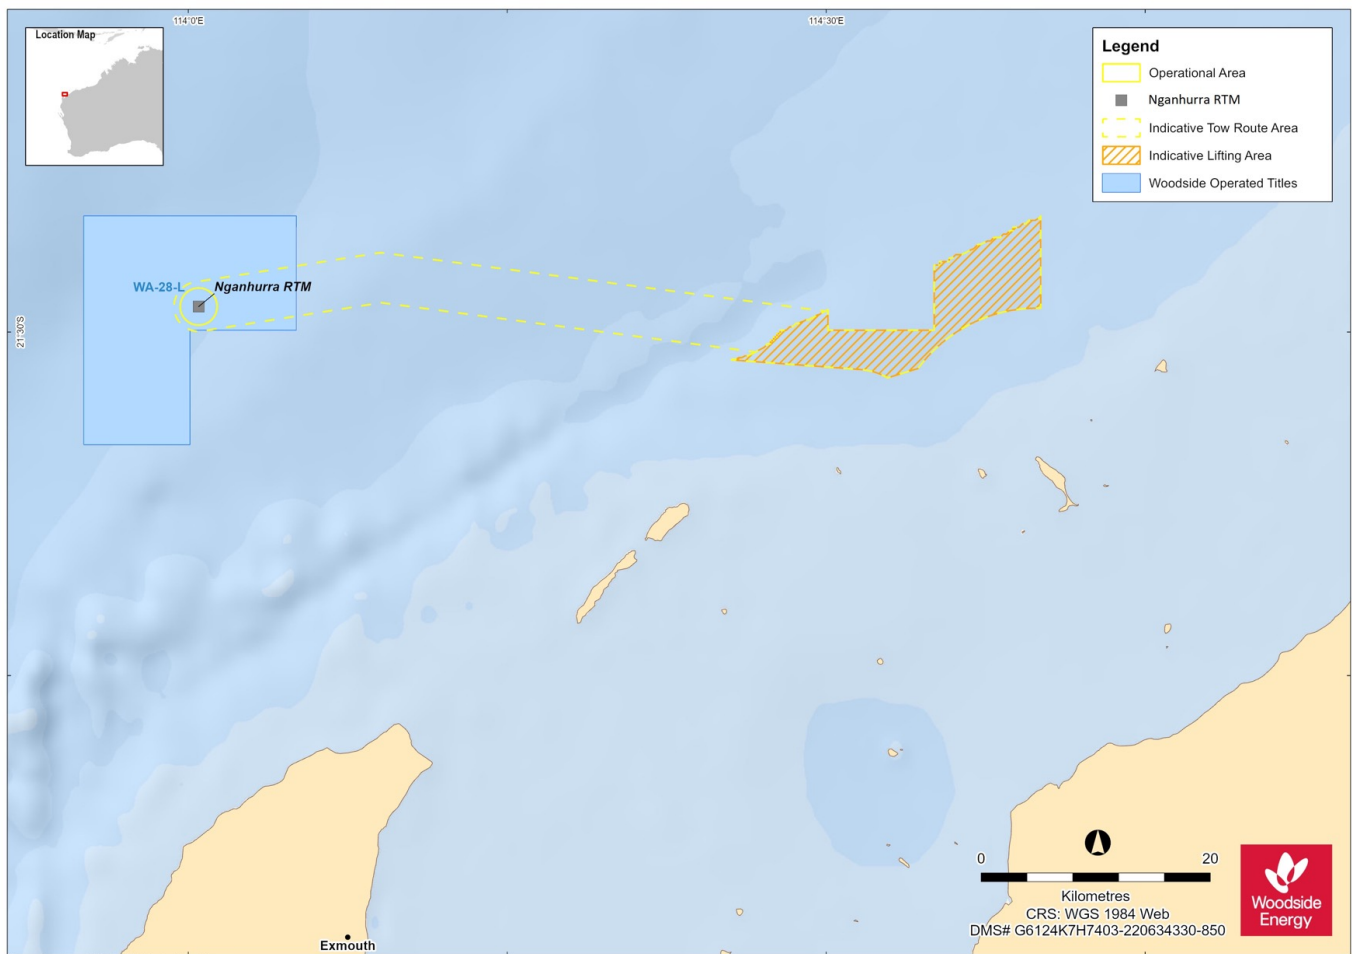 114°0'E
114°30'E
Location Map
Legend
Operational Area
Nganhurra RTM
Indicative Tow Route Area
Indicative Lifting Area
Woodside Operated Titles
WA-28-L
Nganhurra RTM
21°30'S
0
20
Kilometres
CRS: WGS 1984 Web
DMS# G6124K7H7403-220634330-850
Woodside
Energy
Exmouth